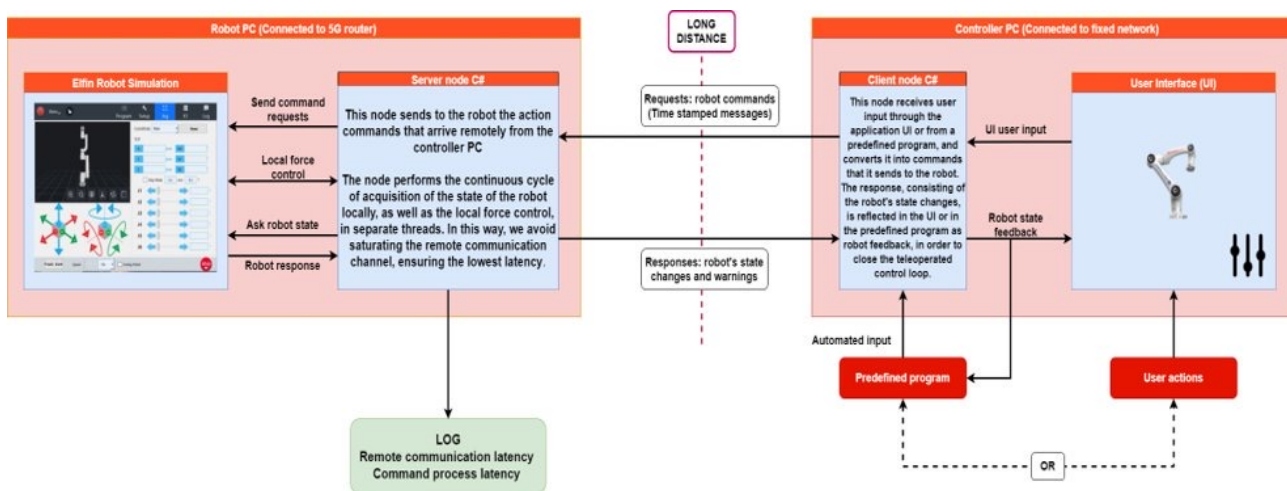 Robot PC (Connected to 5G router)
LONG
DISTANCE
Controller PC (Connected to fixed network)
Elfin Robot Simulation
Send command
requests
Local force
control
Ask robot state
Robot response
Server node C#
This node sends to the robot the action
commands that arrive remotely from the
controller PC
The node performs the continuous cycle
of acquisition of the state of the robot
locally, as well as the local force control,
in separate threads. In this way, we avoid
saturating the remote communication
channel, ensuring the lowest latency.
Requests: robot commands
(Time stamped messages)
Responses: robot's state
changes and warnings
Client node C#
This node receives user
input through the
application UI or from a
predefined program, and
converts it into commands
that it sends to the robot.
The response, consisting of
the robot's state changes,
is reflected in the UI or in
the predefined program as
robot feedback, in order to
close the teleoperated
control loop.
UI user input
Robot state
feedback
User Interface (UI)
Automated input
Predefined program
User actions
OR
LOG
Remote communication latency
Command process latency